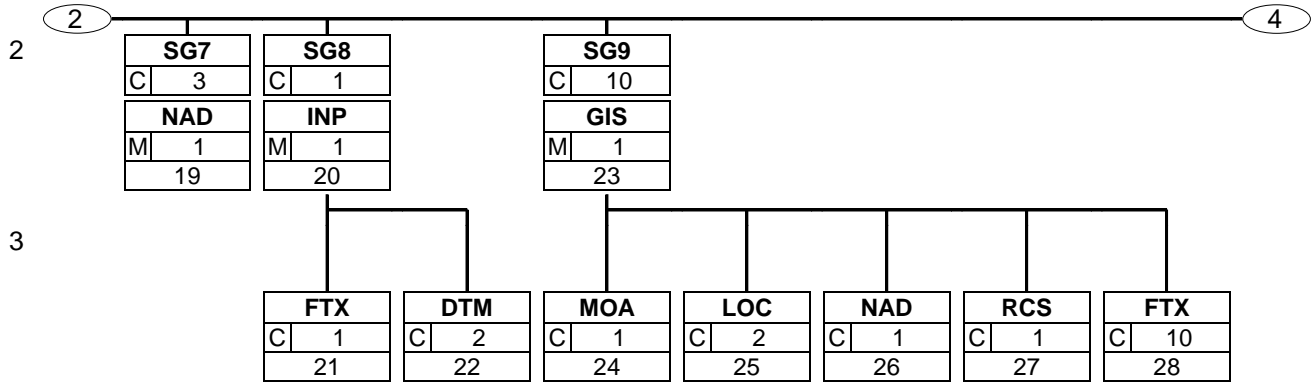 2 4
2
SG7 SG8 SG9
C 3 C 1 C 10
NAD INP GIS
M 1 M 1 M 1
19 20 23
3
FTX DTM MOA LOC NAD RCS FTX
C 1 C 2 C 1 C 2 C 1 C 1 C 10
21 22 24 25 26 27 28